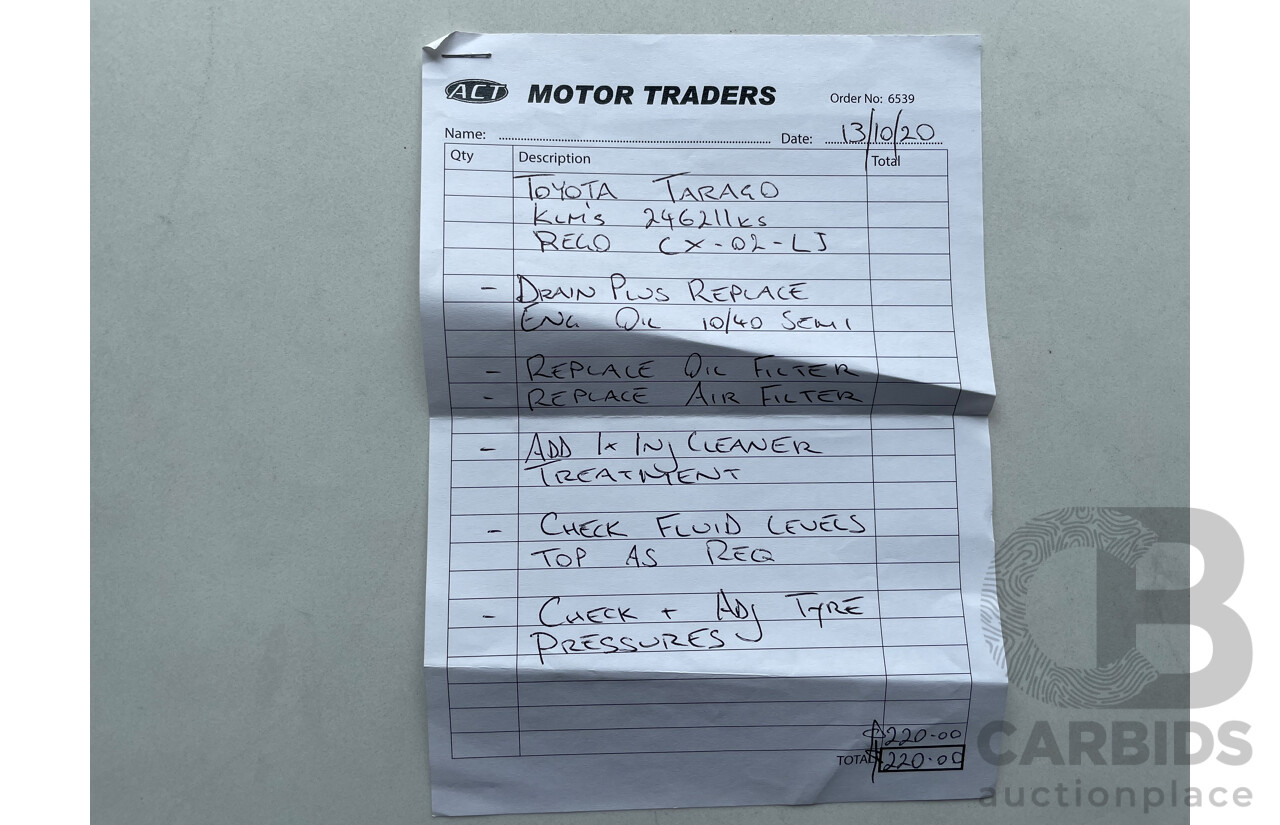 ACT MOTOR TRADERS
Order No: 6539
Name: Date: 13/10/20
Qty Description Total
TOYOTA TARAGO
KLM's 246211KS
REGO CX-02-LJ
- DRAIN PLUS REPLACE
ENG OIL 10/40 SEMI
- REPLACE OIL FILTER
- REPLACE AIR FILTER
- ADD 1x INJ CLEANER
TREATMENT
- CHECK FLUID LEVELS
TOP AS REQ
- CHECK + ADJ TYRE
PRESSURES
$220.00
TOTAL $220.00
CB
CARBIDS
auctionplace